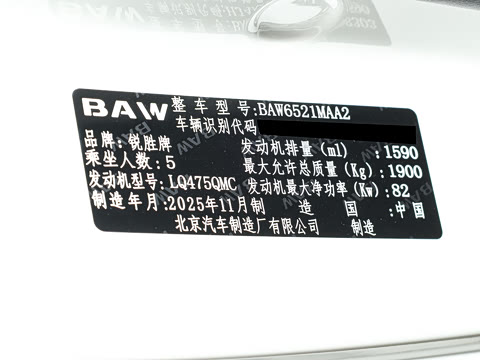 BAW 整车型号:BAW6521MAA2
车辆识别代码
品牌:锐胜牌 发动机排量(ml) :1590
乘坐人数:5 最大允许总质量(Kg) :1900
发动机型号:LQ475QMC 发动机最大净功率(Kw) :82
制造年月:2025年11月制 造 国 :中国
北京汽车制造厂有限公司 制造